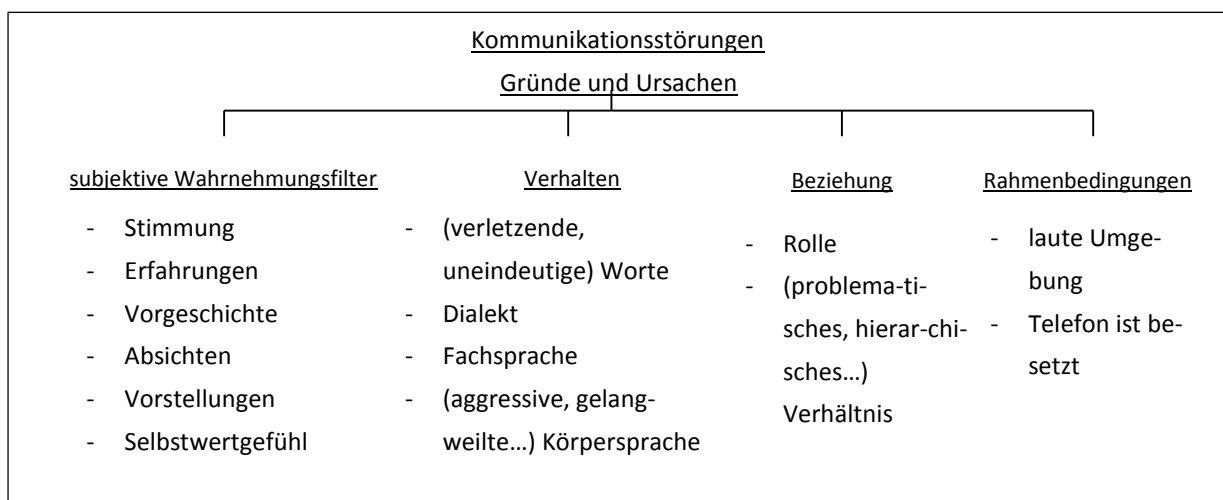 Kommunikationsstörungen
Gründe und Ursachen
subjektive Wahrnehmungsfilter
- Stimmung
- Erfahrungen
- Vorgeschichte
- Absichten
- Vorstellungen
- Selbstwertgefühl
Verhalten
- (verletzende,
uneindeutige) Worte
- Dialekt
- Fachsprache
- (aggressive, gelang-
weilte…) Körpersprache
Beziehung
- Rolle
- (problema-ti-
sches, hierar-chi-
sches…)
Verhältnis
Rahmenbedingungen
- laute Umge-
bung
- Telefon ist be-
setzt